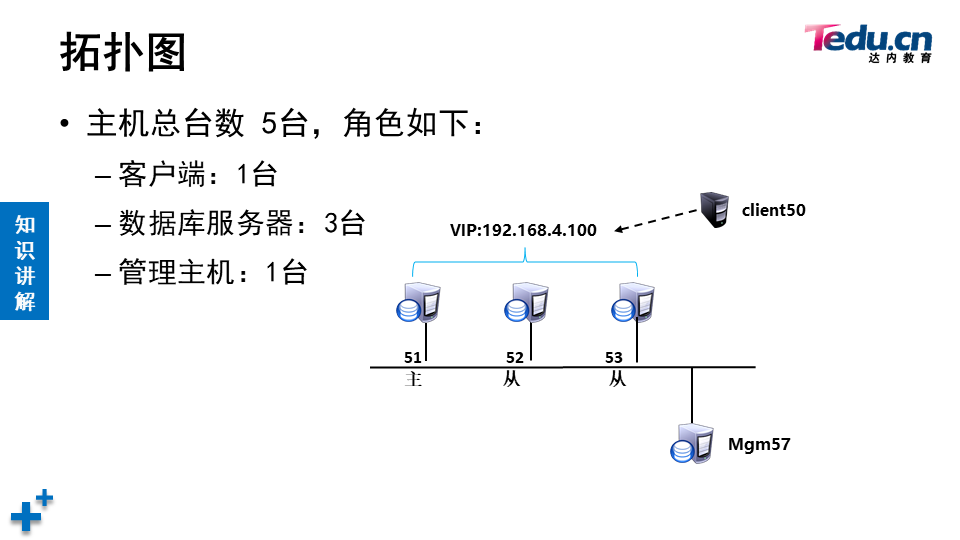 拓扑图
Tedu.cn
达内教育
• 主机总台数 5台，角色如下：
– 客户端：1台
– 数据库服务器：3台
– 管理主机：1台
知识讲解
client50
VIP:192.168.4.100
51 52 53
主 从 从
Mgm57